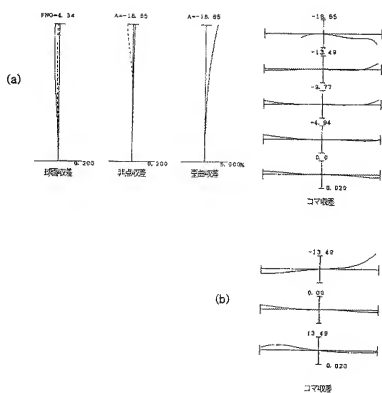 FNO=4.34
A=-18.85
A=-18.85
-18.85
-13.49
(a)
-4.94
0.0
0.200
0.200
5.000%
0.020
球面収差
非点収差
歪曲収差
コマ収差
-13.49
0.00
(b)
13.49
0.020
コマ収差